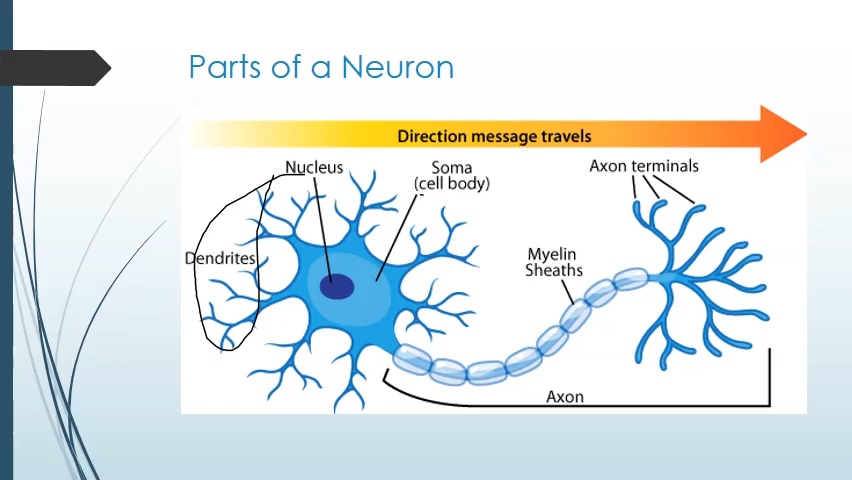 Parts of a Neuron
Direction message travels
Nucleus
Soma
(cell body)
Axon terminals
Dendrites
Myelin
Sheaths
Axon